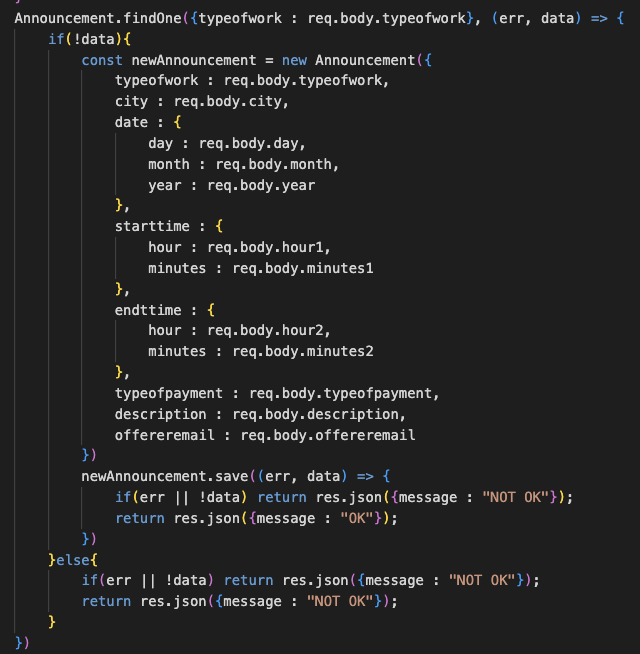 Announcement.findOne({typeofwork : req.body.typeofwork}, (err, data) => {
    if(!data){
        const newAnnouncement = new Announcement({
            typeofwork : req.body.typeofwork,
            city : req.body.city,
            date : {
                day : req.body.day,
                month : req.body.month,
                year : req.body.year
            },
            starttime : {
                hour : req.body.hour1,
                minutes : req.body.minutes1
            },
            endttime : {
                hour : req.body.hour2,
                minutes : req.body.minutes2
            },
            typeofpayment : req.body.typeofpayment,
            description : req.body.description,
            offereremail : req.body.offereremail
        })
        newAnnouncement.save((err, data) => {
            if(err || !data) return res.json({message : "NOT OK"});
            return res.json({message : "OK"});
        })
    }else{
        if(err || !data) return res.json({message : "NOT OK"});
        return res.json({message : "NOT OK"});
    }
})